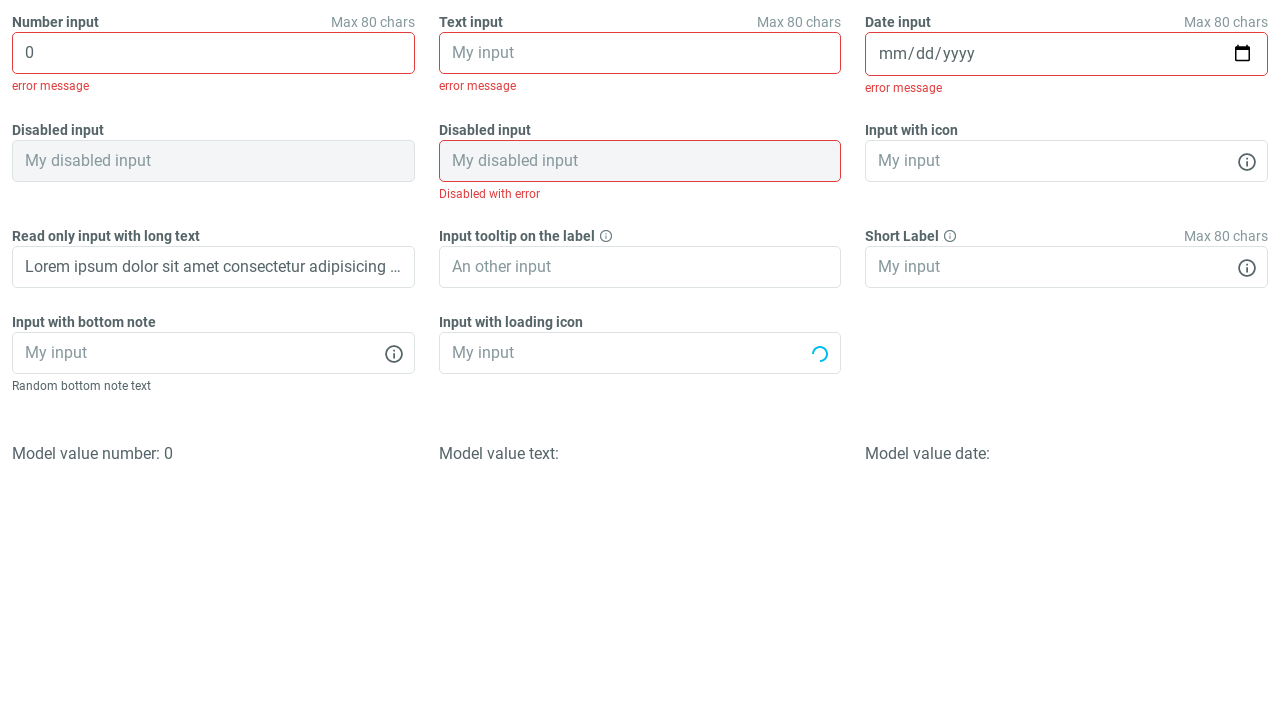 Number input
Max 80 chars
0
error message
Text input
Max 80 chars
My input
error message
Date input
Max 80 chars
mm/dd/yyyy
error message
Disabled input
My disabled input
Disabled input
My disabled input
Disabled with error
Input with icon
My input
Read only input with long text
Lorem ipsum dolor sit amet consectetur adipisicing ...
Input tooltip on the label
An other input
Short Label
Max 80 chars
My input
Input with bottom note
My input
Random bottom note text
Input with loading icon
My input
Model value number: 0
Model value text:
Model value date: